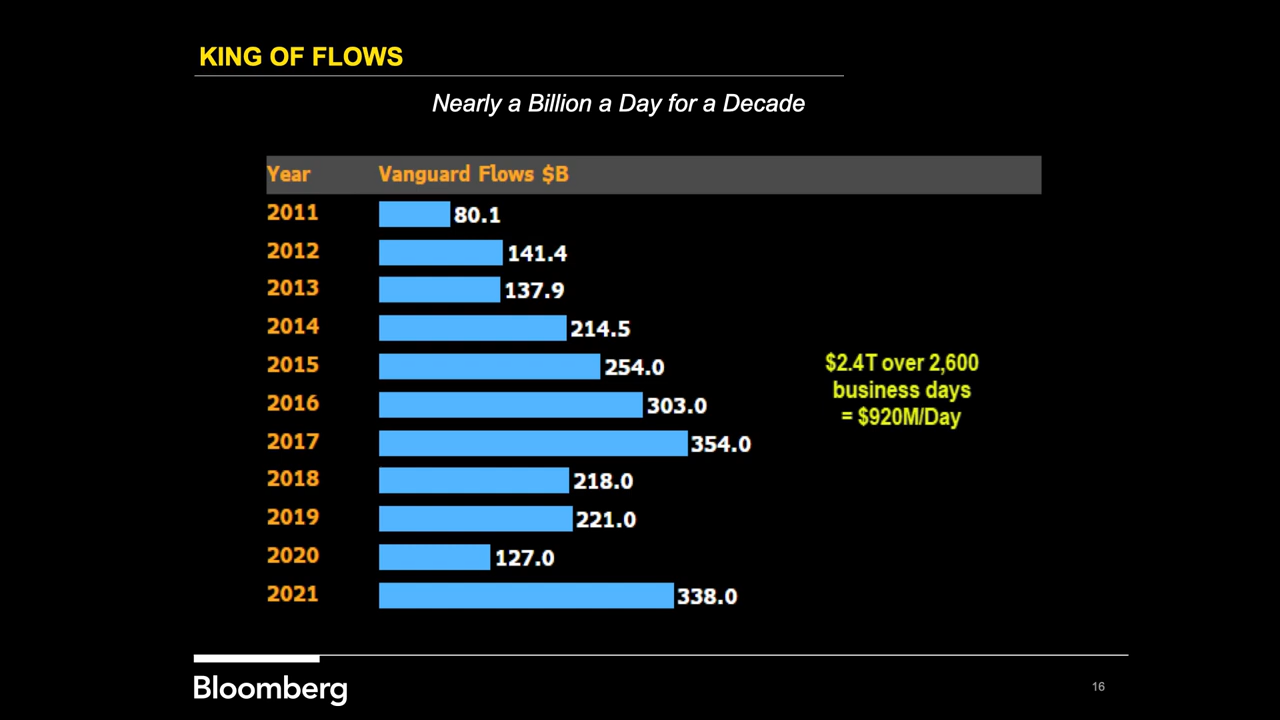 KING OF FLOWS
Nearly a Billion a Day for a Decade
Year Vanguard Flows $B
2011 80.1
2012 141.4
2013 137.9
2014 214.5
2015 254.0
2016 303.0
2017 354.0
2018 218.0
2019 221.0
2020 127.0
2021 338.0
$2.4T over 2,600
business days
= $920M/Day
Bloomberg
16